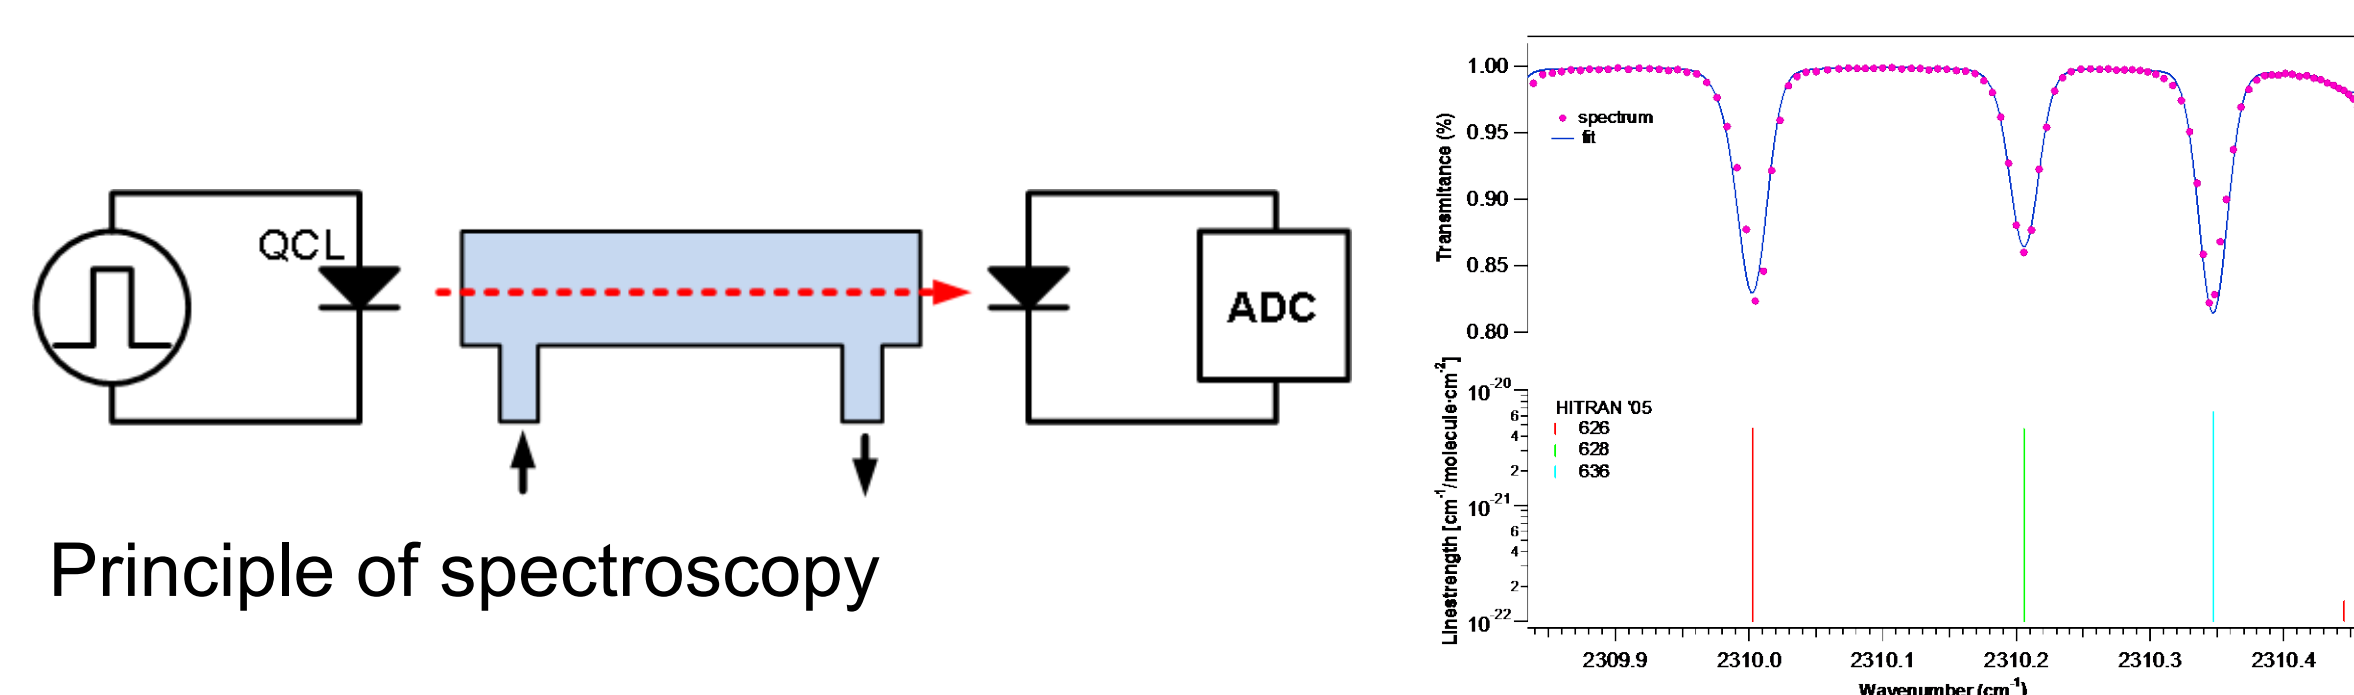 QCL
ADC
Principle of spectroscopy
Transmitance (%)
1.00
0.95
0.90
0.85
0.80
spectrum
fit
Linestrength [cm⁻¹/molecule·cm⁻²]
10⁻²⁰
6
4
2
10⁻²¹
6
4
2
10⁻²²
HITRAN '05
626
628
636
2309.9 2310.0 2310.1 2310.2 2310.3 2310.4
Wavenumber (cm⁻¹)